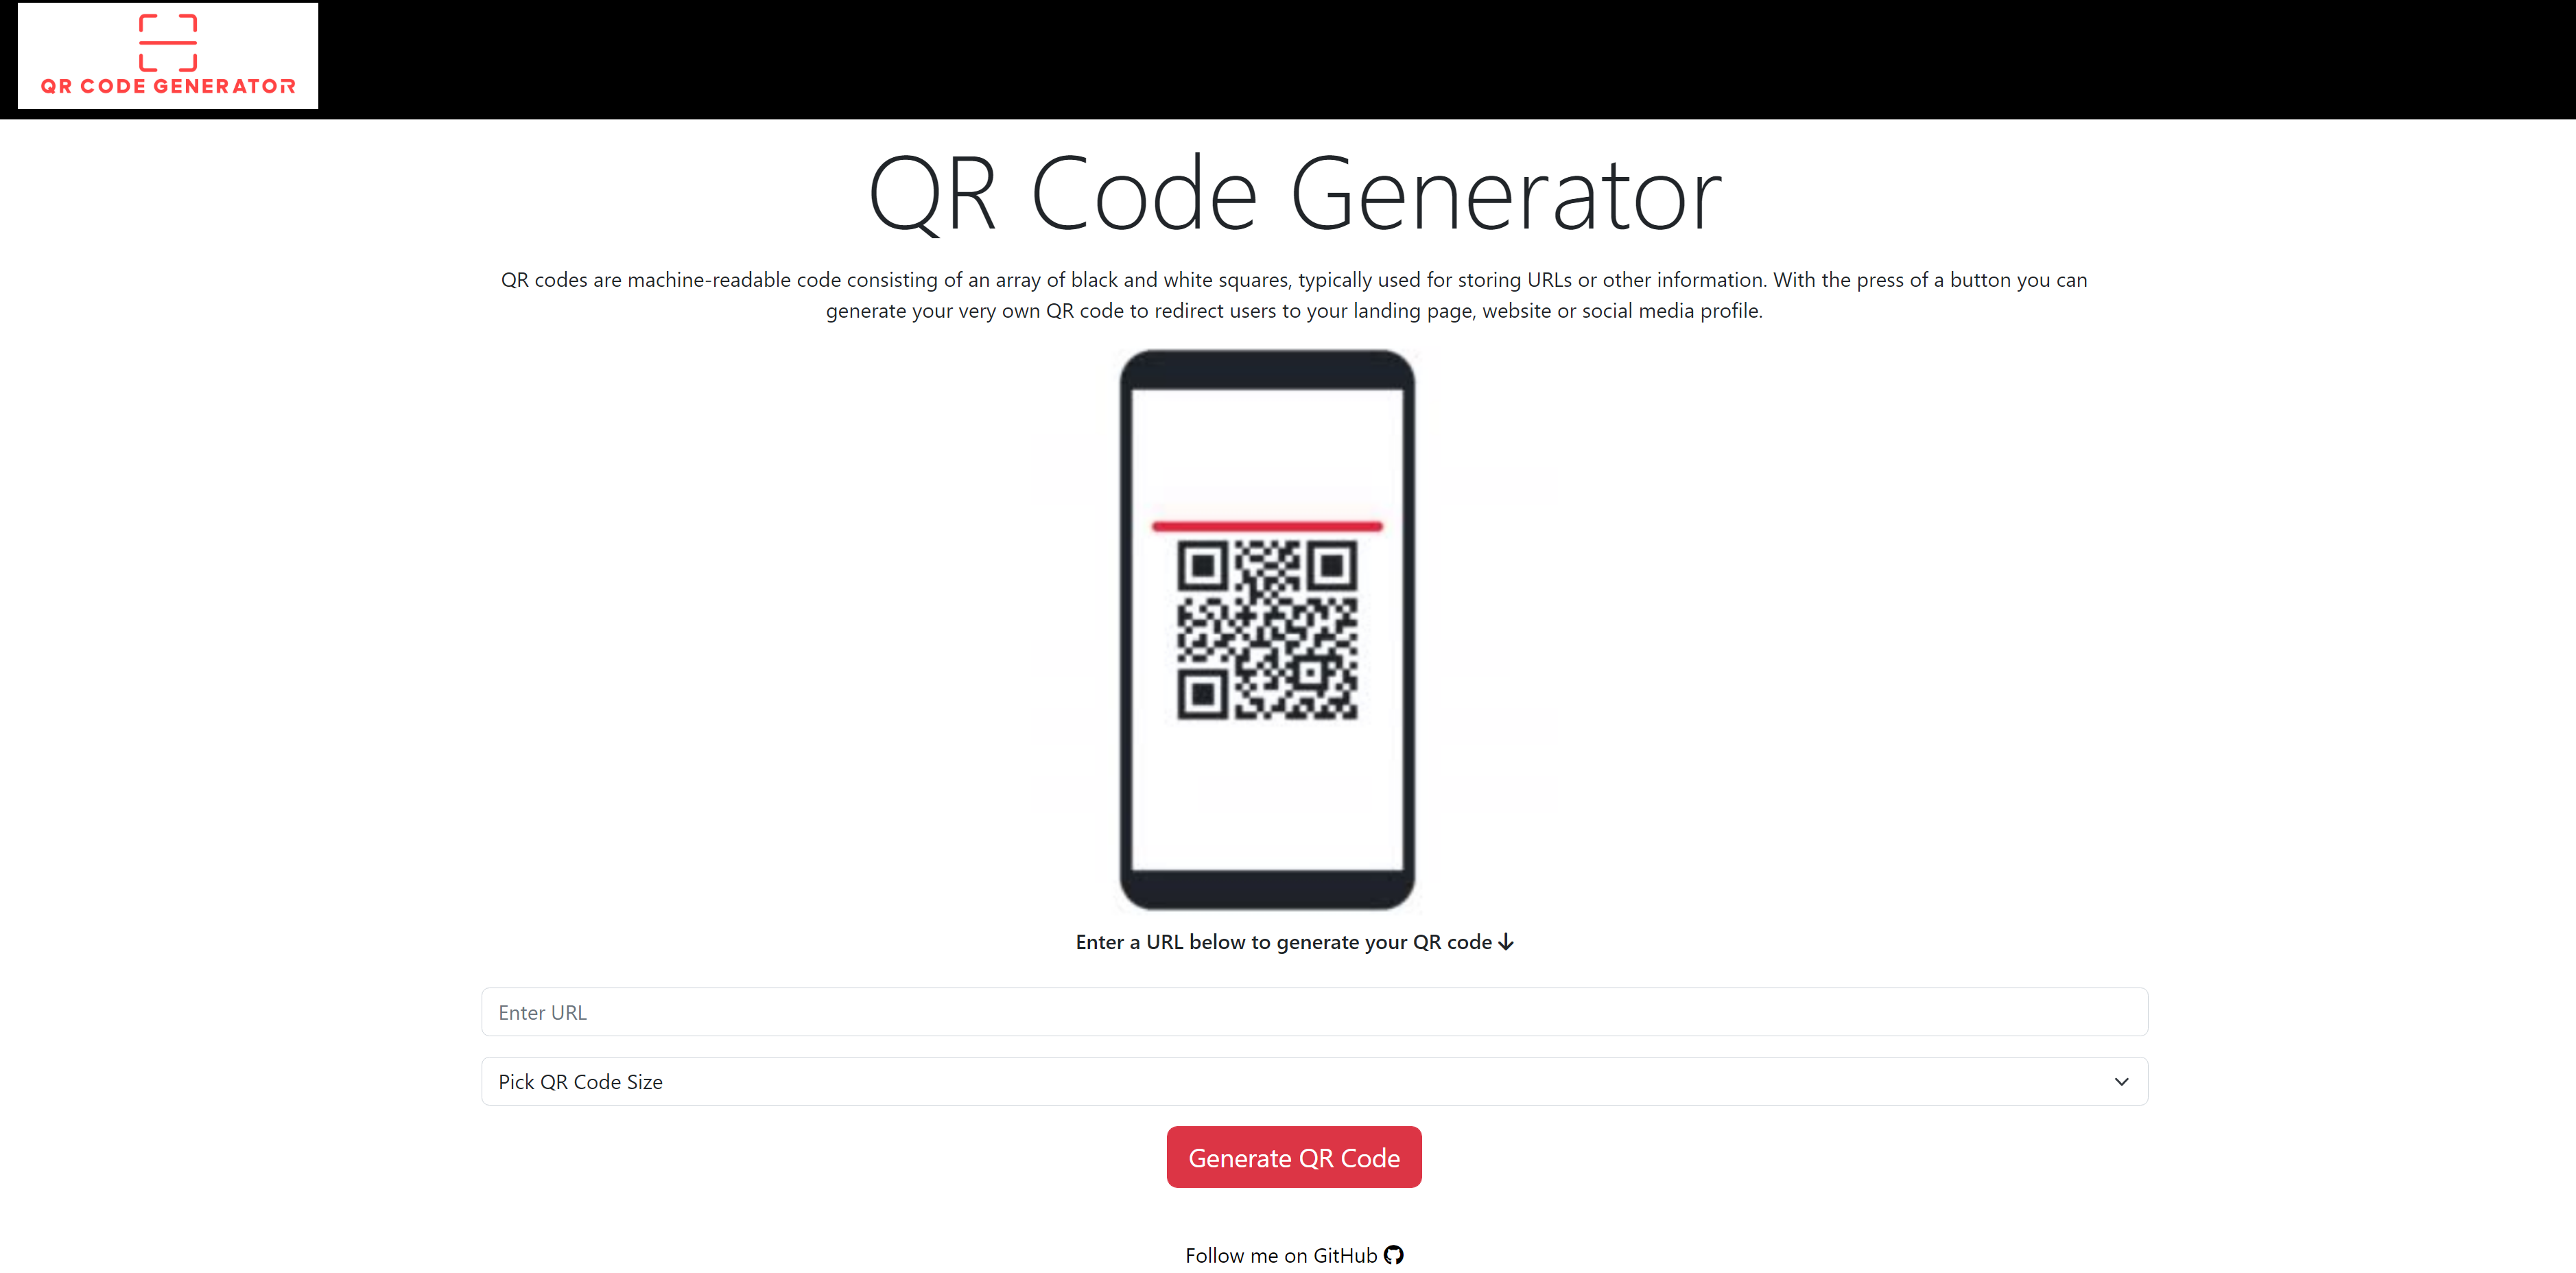 QR CODE GENERATOR
QR Code Generator
QR codes are machine-readable code consisting of an array of black and white squares, typically used for storing URLs or other information. With the press of a button you can
generate your very own QR code to redirect users to your landing page, website or social media profile.
Enter a URL below to generate your QR code
Enter URL
Pick QR Code Size
Generate QR Code
Follow me on GitHub